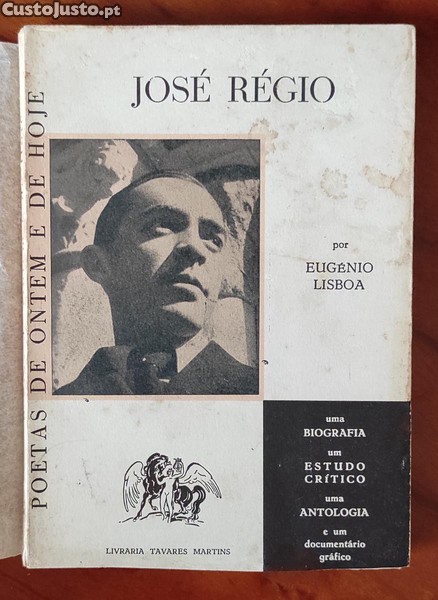 CustoJusto.pt
JOSÉ RÉGIO
POETAS DE ONTEM E DE HOJE
por
EUGÉNIO
LISBOA
uma
BIOGRAFIA
um
ESTUDO
CRÍTICO
uma
ANTOLOGIA
e um
documentário
gráfico
LIVRARIA TAVARES MARTINS